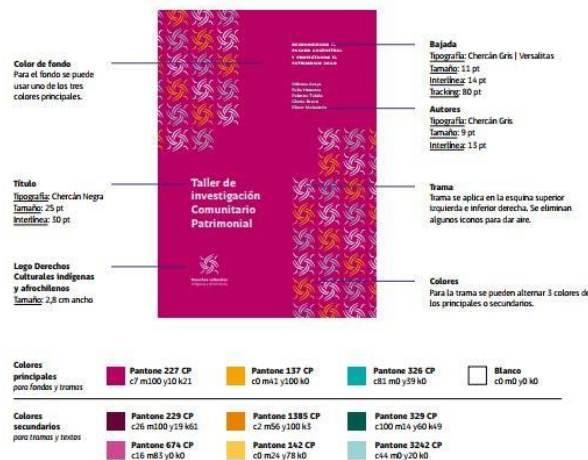 Color de fondo
Para el fondo se puede
usar uno de los tres
colores principales.
Título
Tipografía: Chercán Negra
Tamaño: 25 pt
Interlínea: 30 pt
Logo Derechos
Culturales indígenas
y afrochilenos
Tamaño: 2,8 cm ancho
Y
Taller de
investigación
Comunitario
Patrimonial
Derechos culturales
Bajada
Tipografía: Chercán Gris | Versalitas
Tamaño: 11 pt
Interlínea: 14 pt
Tracking: 80 pt
Autores
Tipografía: Chercán Gris
Tamaño: 9 pt
Interlínea: 13 pt
Trama
Trama se aplica en la esquina superior
izquierda e inferior derecha. Se eliminan
algunos iconos para dar aire.
Colores
Para la trama se pueden alternar 3 colores de
los principales o secundarios.
Colores
principales
para fondos y tramas
Pantone 227 CP
c7 m100 y10 k21
Pantone 137 CP
c0 m41 y100 k0
Pantone 326 CP
c81 m0 y39 k0
Blanco
c0 m0 y0 k0
Colores
secundarios
para tramas y textos
Pantone 229 CP
c26 m100 y19 k61
Pantone 1385 CP
c2 m56 y100 k3
Pantone 329 CP
c100 m14 y60 k49
Pantone 674 CP
c16 m83 y0 k0
Pantone 142 CP
c0 m24 y78 k0
Pantone 3242 CP
c44 m0 y20 k0